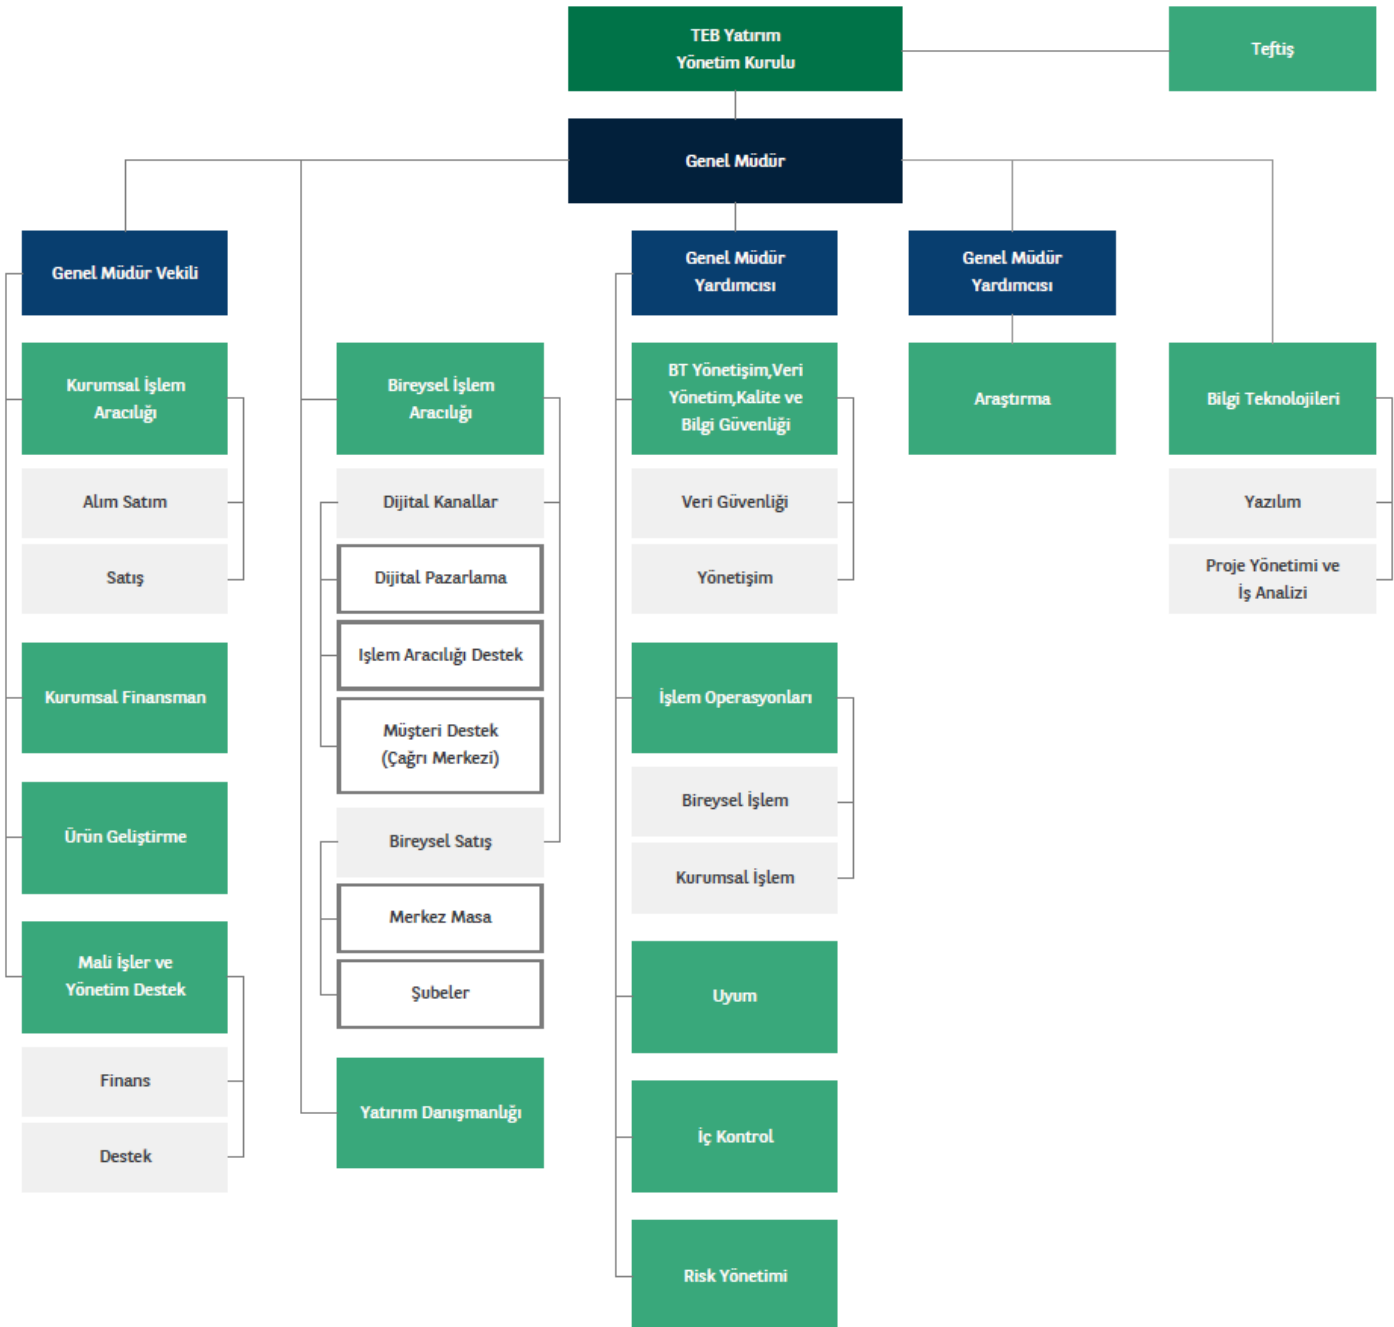 TEB Yatırım
Yönetim Kurulu
Teftiş
Genel Müdür
Genel Müdür Vekili
Kurumsal İşlem
Aracılığı
Alım Satım
Satış
Kurumsal Finansman
Ürün Geliştirme
Mali İşler ve
Yönetim Destek
Finans
Destek
Bireysel İşlem
Aracılığı
Dijital Kanallar
Dijital Pazarlama
Işlem Aracılığı Destek
Müşteri Destek
(Çağrı Merkezi)
Bireysel Satış
Merkez Masa
Şubeler
Yatırım Danışmanlığı
Genel Müdür
Yardımcısı
BT Yönetişim,Veri
Yönetim,Kalite ve
Bilgi Güvenliği
Veri Güvenliği
Yönetişim
İşlem Operasyonları
Bireysel İşlem
Kurumsal İşlem
Uyum
İç Kontrol
Risk Yönetimi
Genel Müdür
Yardımcısı
Araştırma
Bilgi Teknolojileri
Yazılım
Proje Yönetimi ve
İş Analizi